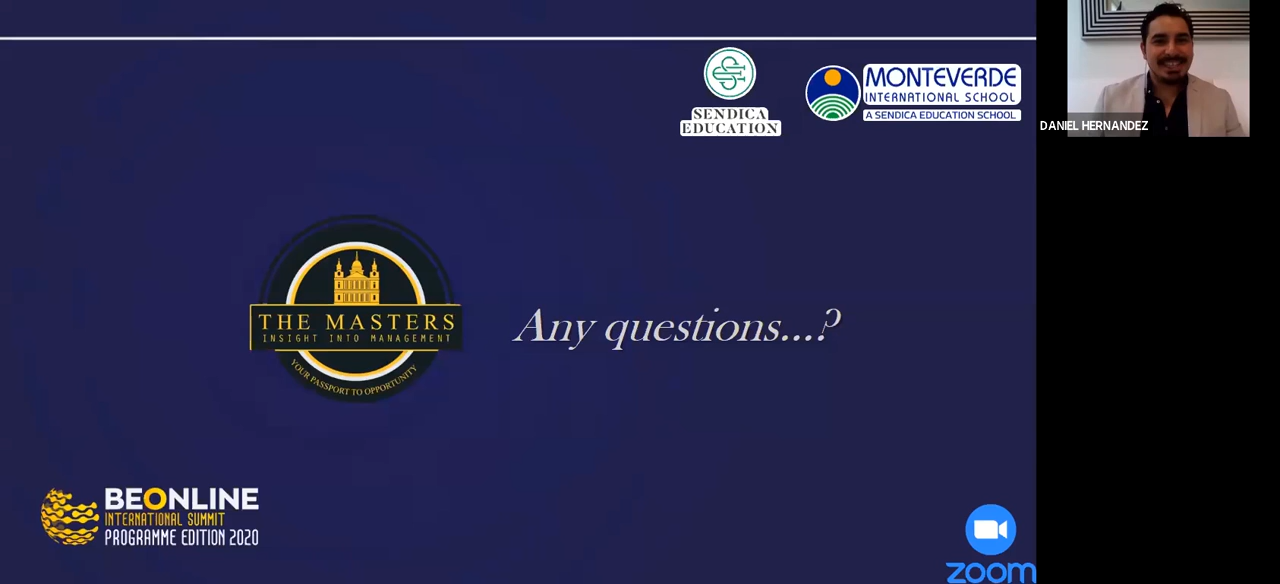 SENDICA
EDUCATION
MONTEVERDE
INTERNATIONAL SCHOOL
A SENDICA EDUCATION SCHOOL
DANIEL HERNANDEZ
THE MASTERS
INSIGHT INTO MANAGEMENT
YOUR PASSPORT TO OPPORTUNITY
Any questions...?
BEONLINE
INTERNATIONAL SUMMIT
PROGRAMME EDITION 2020
zoom